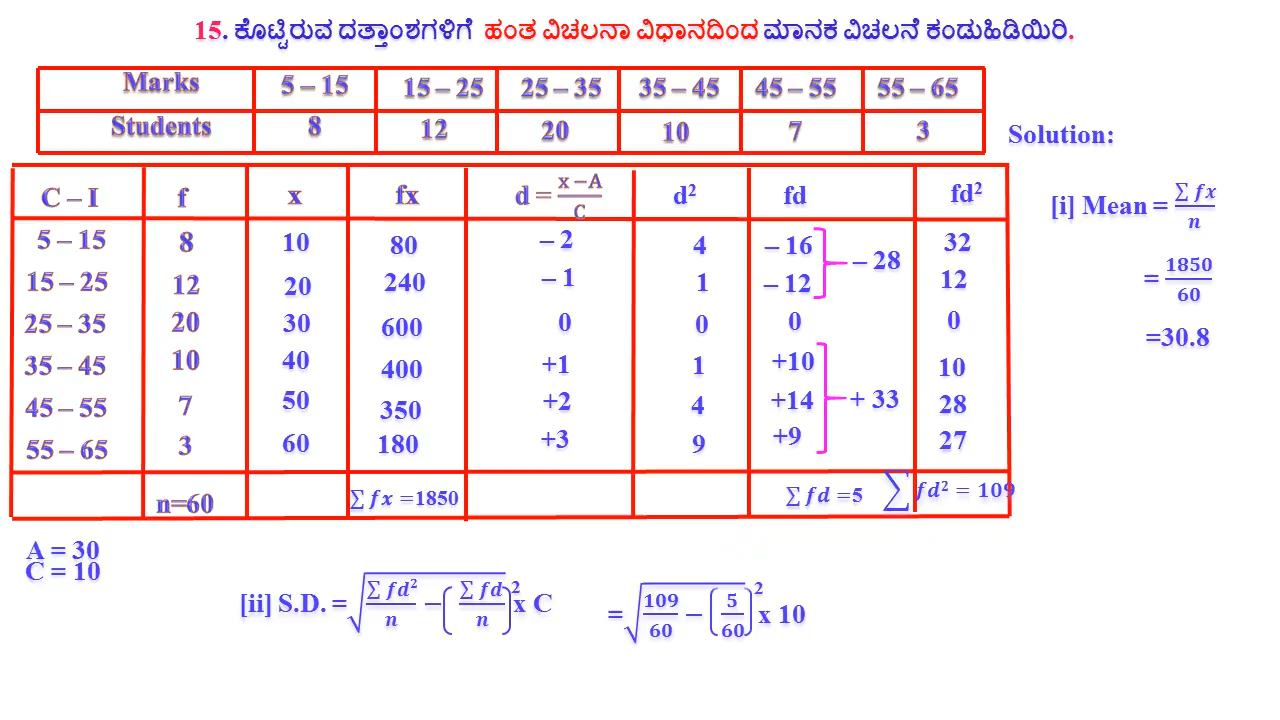 15. ಕೊಟ್ಟಿರುವ ದತ್ತಾಂಶಗಳಿಗೆ ಹಂತ ವಿಚಲನಾ ವಿಧಾನದಿಂದ ಮಾನಕ ವಿಚಲನೆ ಕಂಡುಹಿಡಿಯಿರಿ.
Marks 5 – 15 15 – 25 25 – 35 35 – 45 45 – 55 55 – 65
Students 8 12 20 10 7 3
Solution:
C – I f x fx d = (x – A)/C d² fd fd²
5 – 15 8 10 80 – 2 4 – 16 32
15 – 25 12 20 240 – 1 1 – 12 12
– 28
25 – 35 20 30 600 0 0 0 0
35 – 45 10 40 400 +1 1 +10 10
45 – 55 7 50 350 +2 4 +14 28
+ 33
55 – 65 3 60 180 +3 9 +9 27
n=60 ∑ fx =1850 ∑ fd =5 ∑ fd² = 109
[i] Mean = ∑ fx / n
= 1850/60
=30.8
A = 30
C = 10
[ii] S.D. = √(∑ fd²/n – (∑ fd/n)²) x C = √(109/60 – (5/60)²) x 10